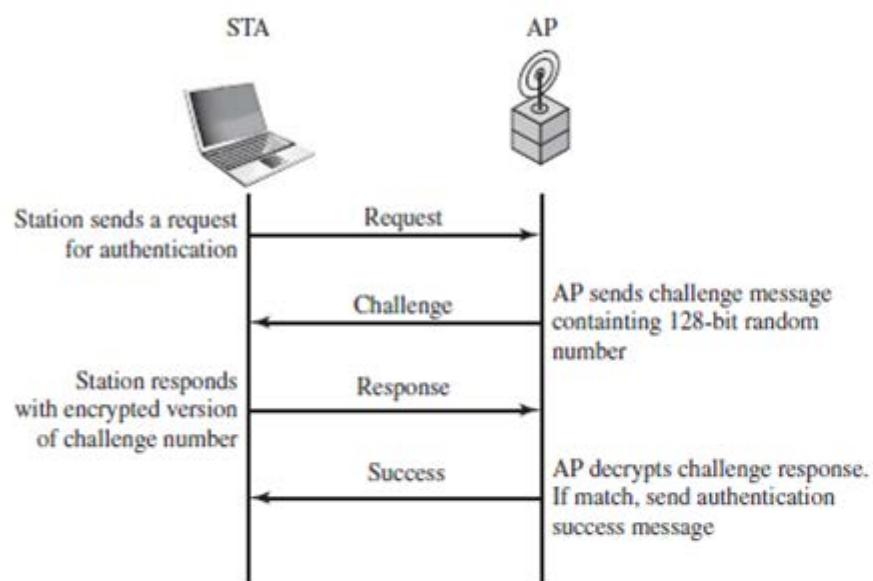 STA
AP
Station sends a request
for authentication
Request
Challenge
AP sends challenge message
containting 128-bit random
number
Station responds
with encrypted version
of challenge number
Response
Success
AP decrypts challenge response.
If match, send authentication
success message